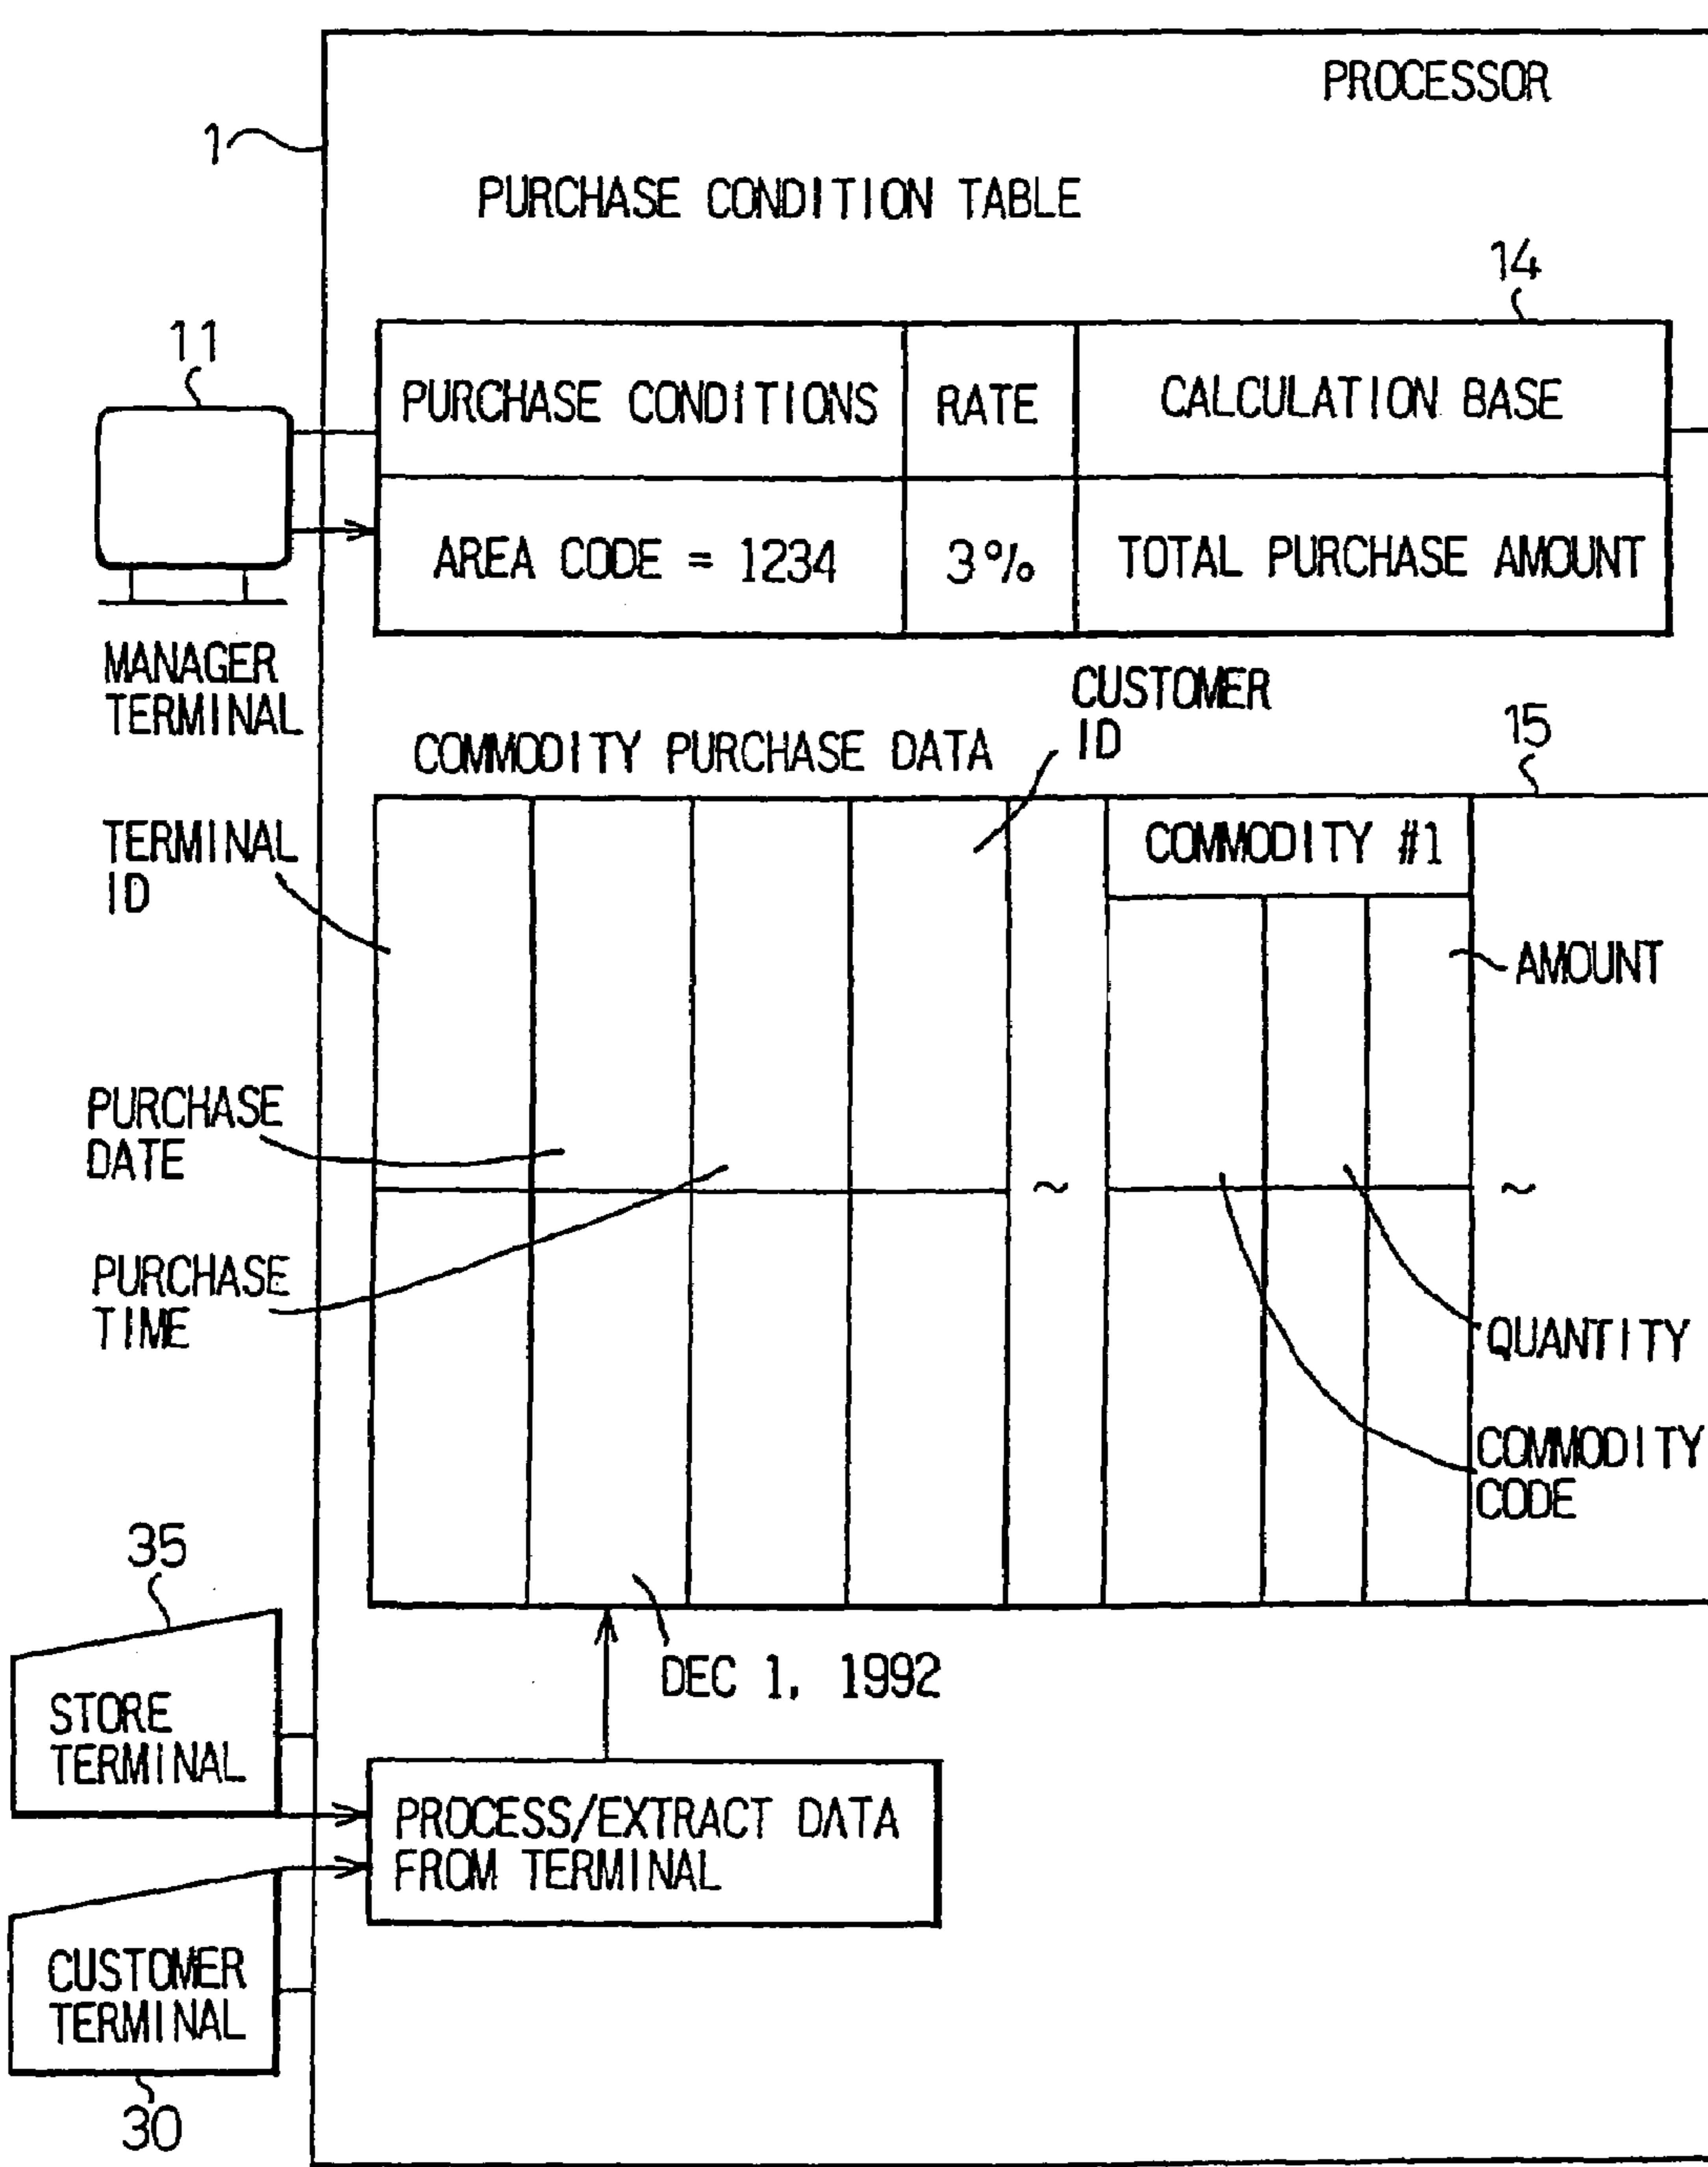 PROCESSOR
1
PURCHASE CONDITION TABLE
14
11
PURCHASE CONDITIONS RATE CALCULATION BASE
AREA CODE = 1234 3% TOTAL PURCHASE AMOUNT
MANAGER
TERMINAL
CUSTOMER
ID
COMMODITY PURCHASE DATA
15
TERMINAL
ID
COMMODITY #1
AMOUNT
PURCHASE
DATE
~ ~
PURCHASE
TIME
QUANTITY
COMMODITY
CODE
35
DEC 1, 1992
STORE
TERMINAL
PROCESS/EXTRACT DATA
FROM TERMINAL
CUSTOMER
TERMINAL
30